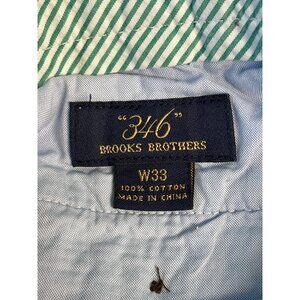 "346"
BROOKS BROTHERS
W33
100% COTTON
MADE IN CHINA